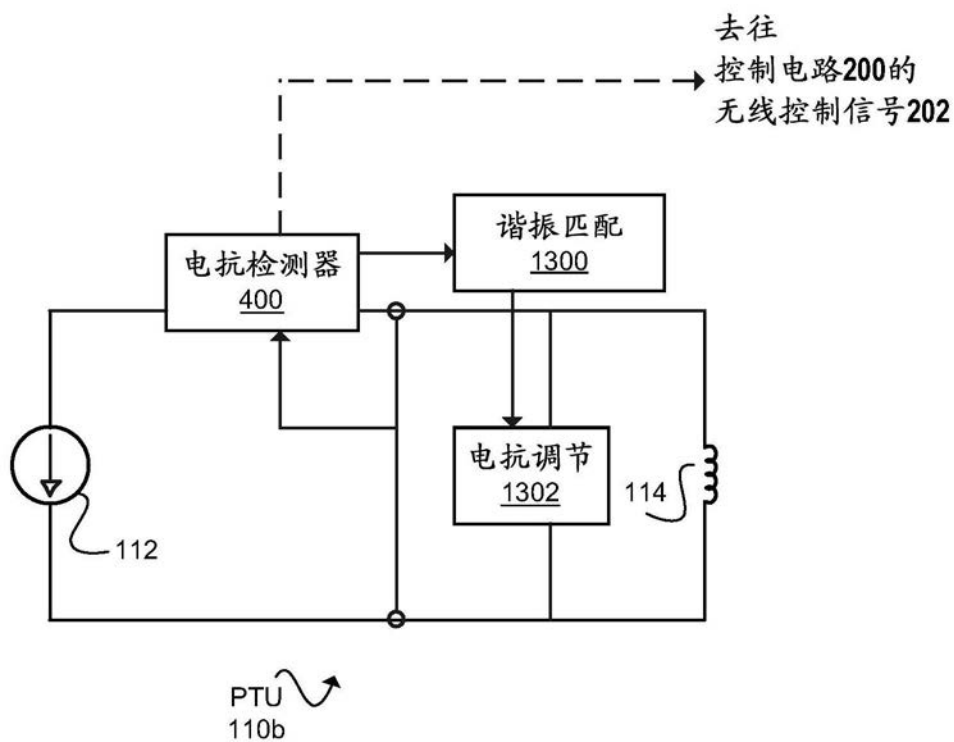 去往
控制电路200的
无线控制信号202
谐振匹配
1300
电抗检测器
400
电抗调节
1302
114
112
PTU
110b